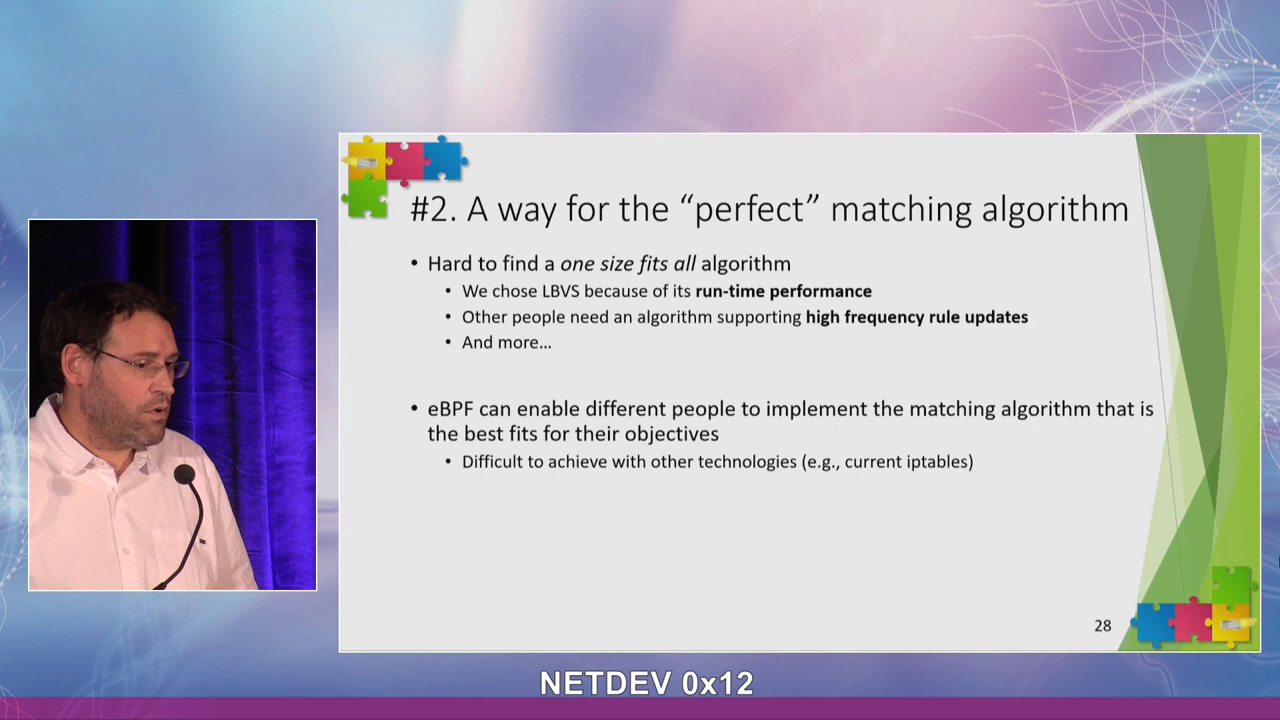 #2. A way for the “perfect” matching algorithm
• Hard to find a one size fits all algorithm
• We chose LBVS because of its run-time performance
• Other people need an algorithm supporting high frequency rule updates
• And more…
• eBPF can enable different people to implement the matching algorithm that is
the best fits for their objectives
• Difficult to achieve with other technologies (e.g., current iptables)
28
NETDEV 0x12